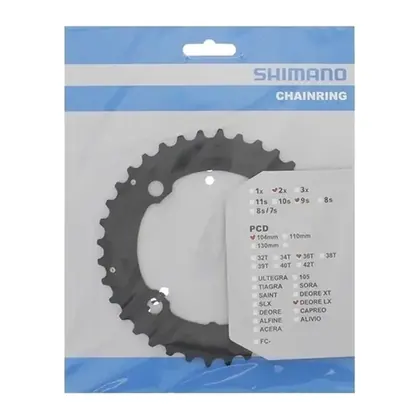 SHIMANO
CHAINRING
1x 2x 3x
11s 10s 9s 8s
8s/7s
PCD
104mm 110mm
130mm
32T 34T 36T 38T
39T 40T 42T
ULTEGRA 105
TIAGRA SORA
SAINT DEORE XT
SLX DEORE LX
DEORE CAPREO
ALFINE ALIVIO
ACERA
FC-